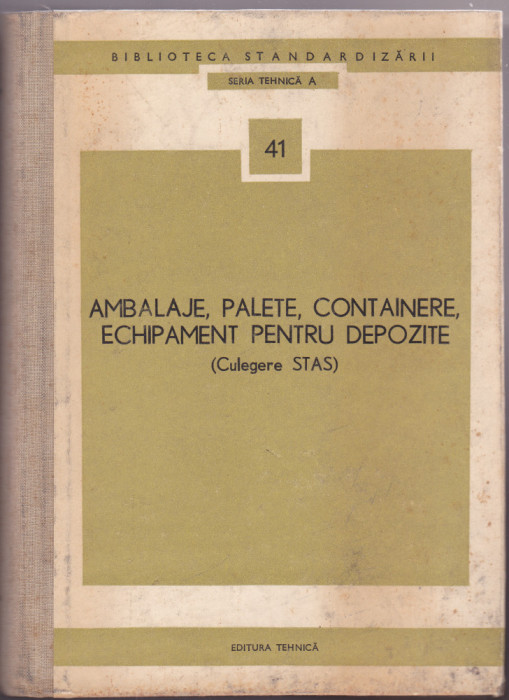 BIBLIOTECA STANDARDIZĂRII
SERIA TEHNICĂ A
41
AMBALAJE, PALETE, CONTAINERE,
ECHIPAMENT PENTRU DEPOZITE
(Culegere STAS)
EDITURA TEHNICĂ